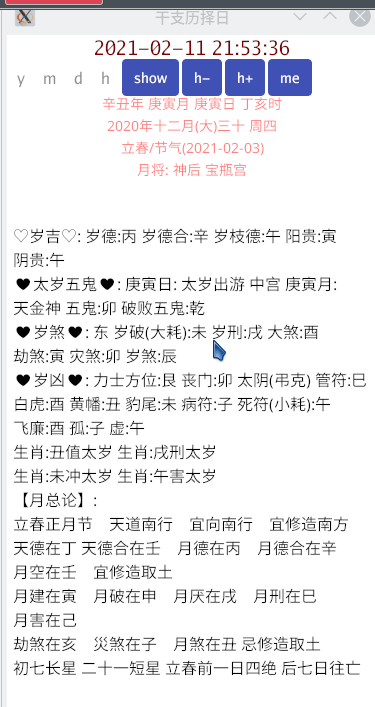 干支历择日
2021-02-11 21:53:36
y m d h show h- h+ me
辛丑年 庚寅月 庚寅日 丁亥时
2020年十二月(大)三十 周四
立春/节气(2021-02-03)
月将: 神后 宝瓶宫
♡岁吉♡: 岁德:丙 岁德合:辛 岁枝德:午 阳贵:寅
阴贵:午
♥太岁五鬼♥: 庚寅日: 太岁出游 中宫 庚寅月:
天金神 五鬼:卯 破败五鬼:乾
♥岁煞♥: 东 岁破(大耗):未 岁刑:戌 大煞:酉
劫煞:寅 灾煞:卯 岁煞:辰
♥岁凶♥: 力士方位:艮 丧门:卯 太阴(弔克) 管符:巳
白虎:酉 黄幡:丑 豹尾:未 病符:子 死符(小耗):午
飞廉:酉 孤:子 虚:午
生肖:丑值太岁 生肖:戌刑太岁
生肖:未冲太岁 生肖:午害太岁
【月总论】:
立春正月节 天道南行 宜向南行 宜修造南方
天德在丁 天德合在壬 月德在丙 月德合在辛
月空在壬 宜修造取土
月建在寅 月破在申 月厌在戌 月刑在巳
月害在己
劫煞在亥 災煞在子 月煞在丑 忌修造取土
初七长星 二十一短星 立春前一日四绝 后七日往亡